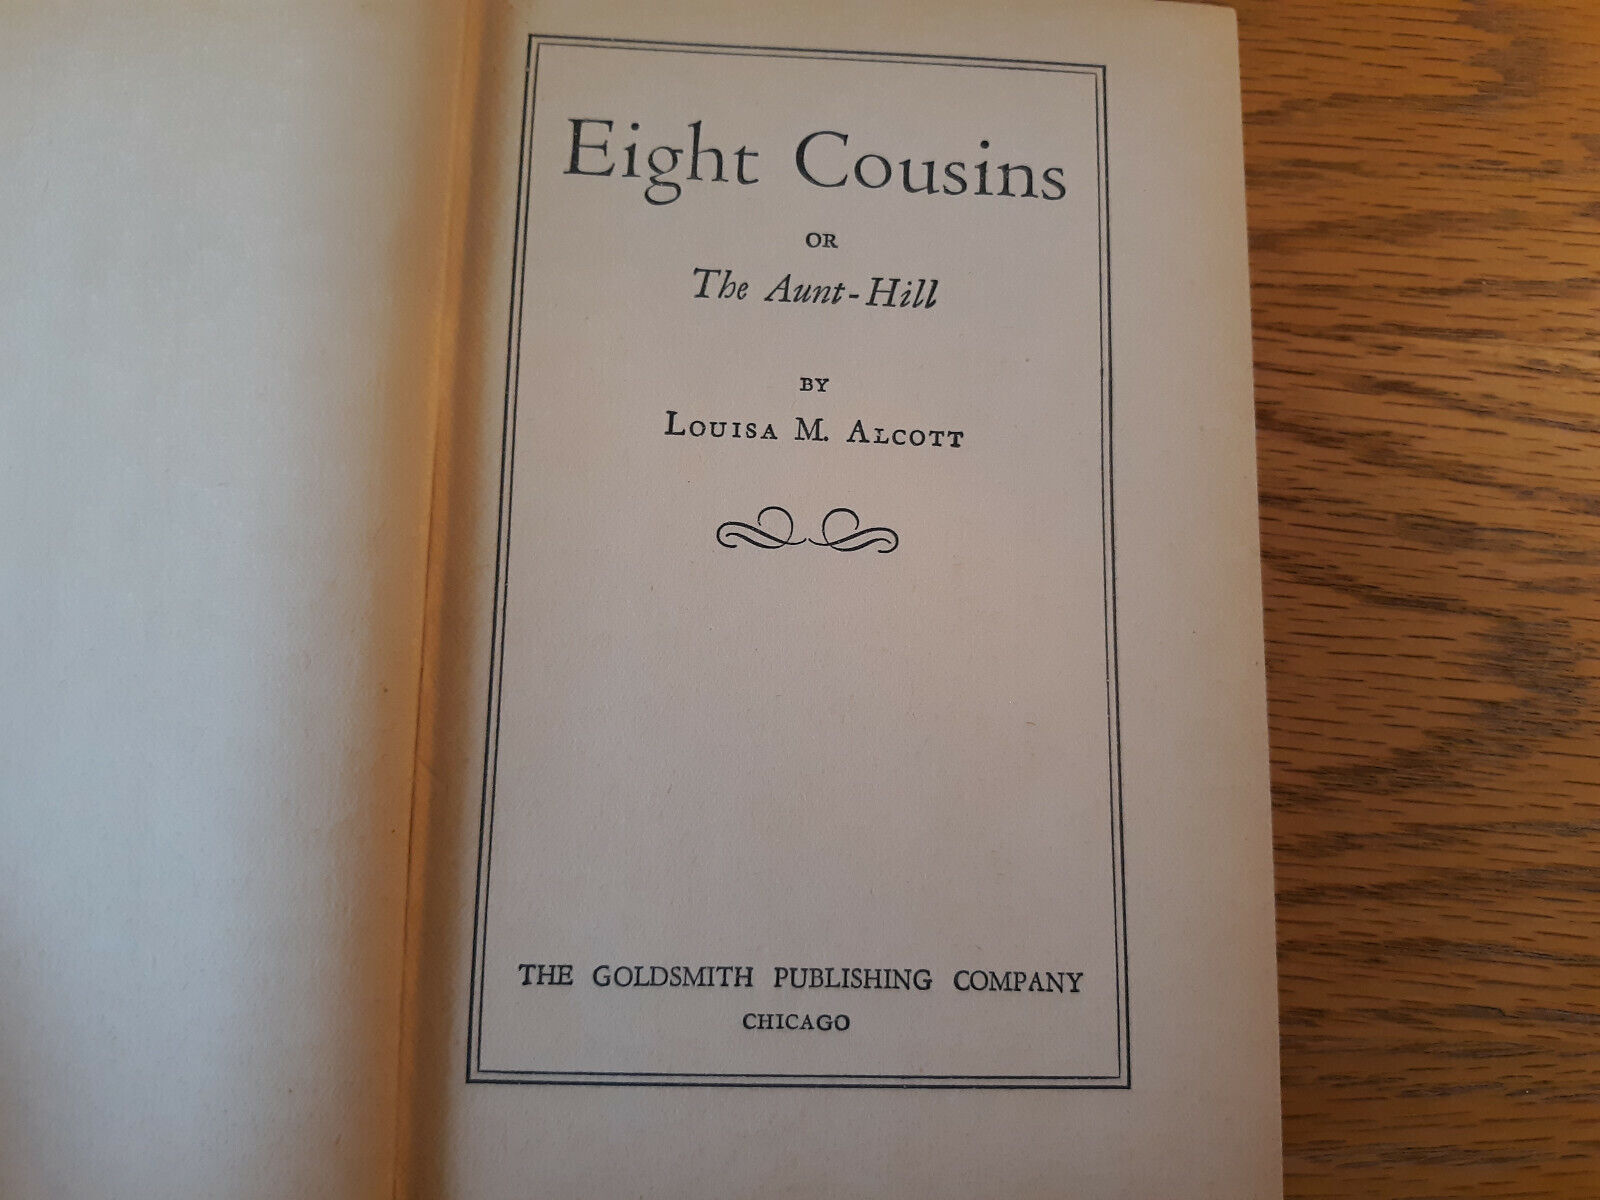 Eight Cousins
OR
The Aunt-Hill
BY
LOUISA M. ALCOTT
THE GOLDSMITH PUBLISHING COMPANY
CHICAGO